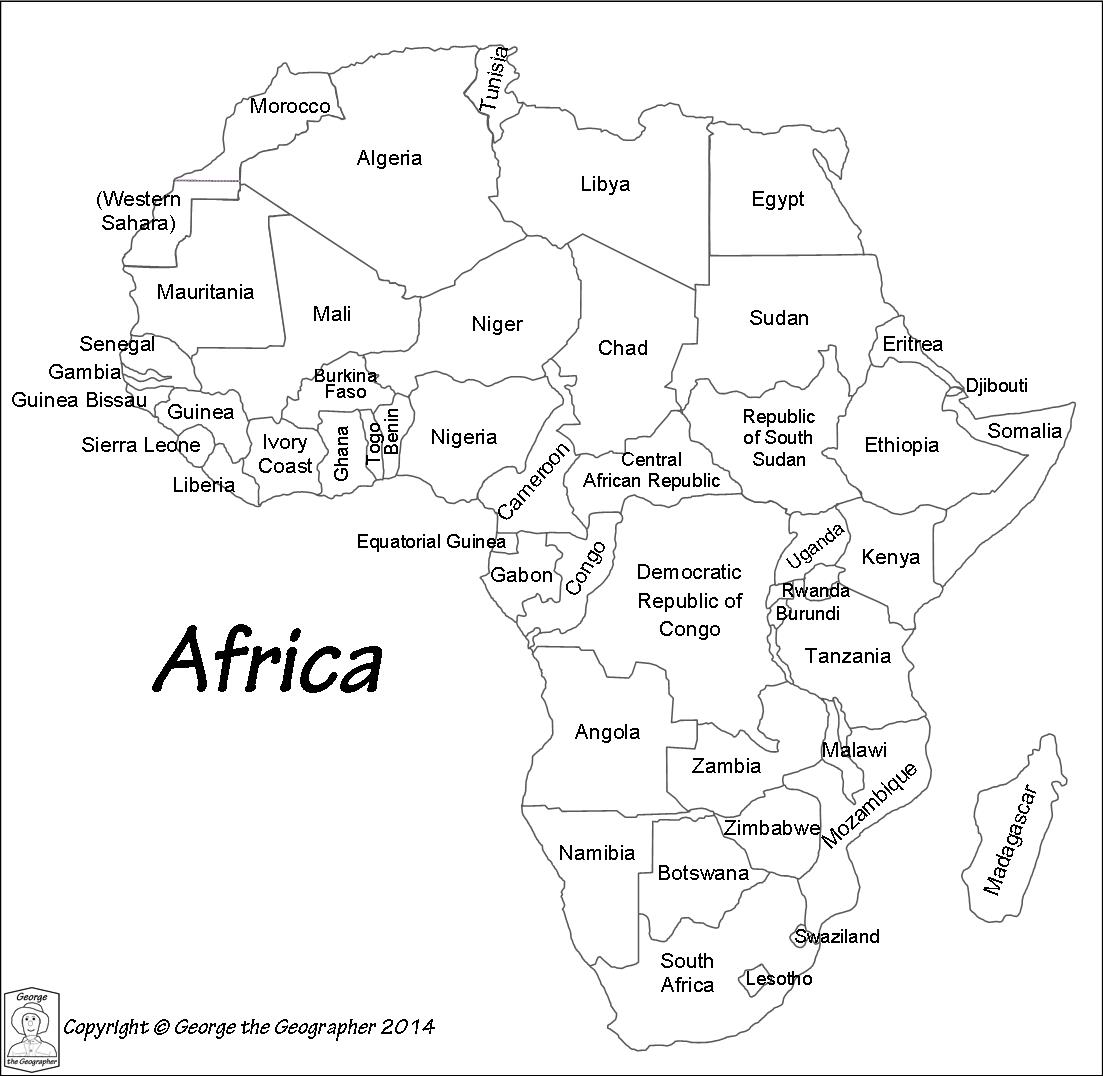 Tunisia
Morocco
Algeria
Libya
Egypt
(Western
Sahara)
Mauritania
Mali
Niger
Chad
Sudan
Eritrea
Djibouti
Senegal
Gambia
Guinea Bissau
Guinea
Sierra Leone
Liberia
Ivory
Coast
Burkina
Faso
Ghana
Togo
Benin
Nigeria
Cameroon
Central
African Republic
Republic
of South
Sudan
Ethiopia
Somalia
Equatorial Guinea
Gabon
Congo
Democratic
Republic of
Congo
Uganda
Kenya
Rwanda
Burundi
Tanzania
Africa
Angola
Zambia
Malawi
Mozambique
Madagascar
Zimbabwe
Namibia
Botswana
Swaziland
South
Africa
Lesotho
George
the Geographer
Copyright © George the Geographer 2014